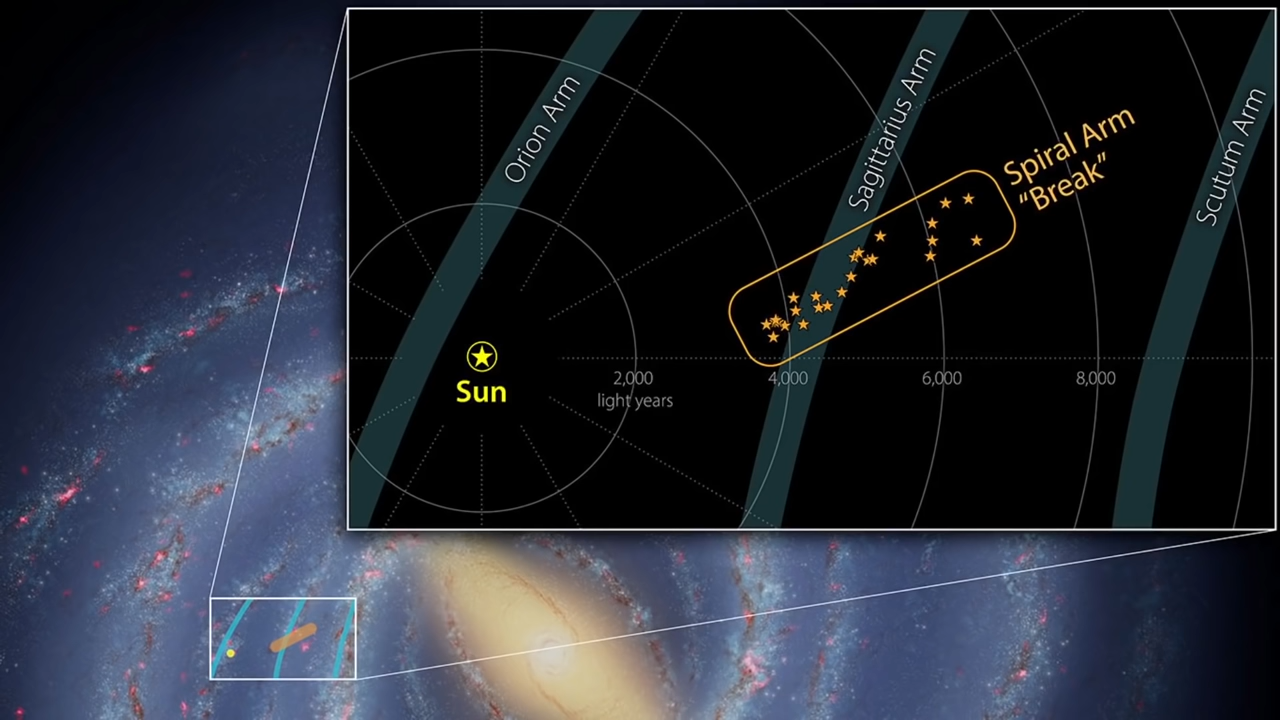 Orion Arm
Sagittarius Arm
Spiral Arm
“Break”
Scutum Arm
Sun
2,000
light years
4,000
6,000
8,000